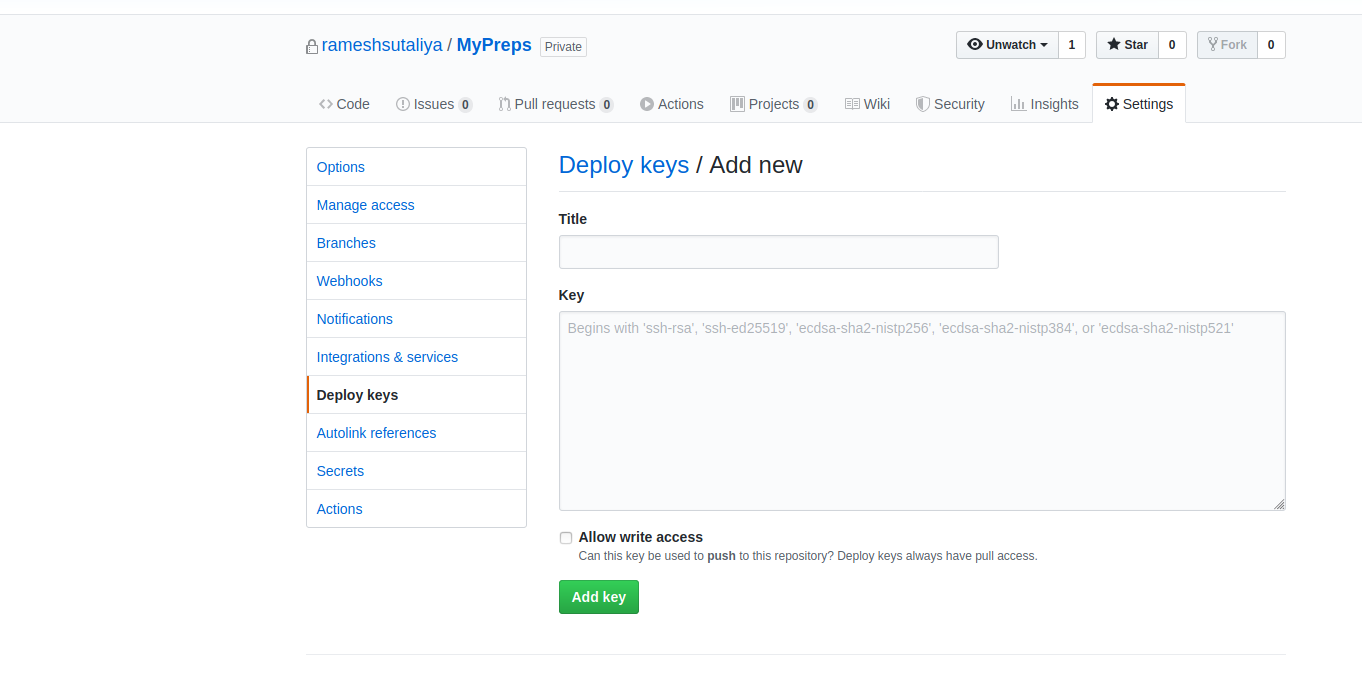 rameshsutaliya / MyPreps Private
Unwatch 1 Star 0 Fork 0
Code Issues 0 Pull requests 0 Actions Projects 0 Wiki Security Insights Settings
Options
Manage access
Branches
Webhooks
Notifications
Integrations & services
Deploy keys
Autolink references
Secrets
Actions
Deploy keys / Add new
Title
Key
Begins with 'ssh-rsa', 'ssh-ed25519', 'ecdsa-sha2-nistp256', 'ecdsa-sha2-nistp384', or 'ecdsa-sha2-nistp521'
Allow write access
Can this key be used to push to this repository? Deploy keys always have pull access.
Add key